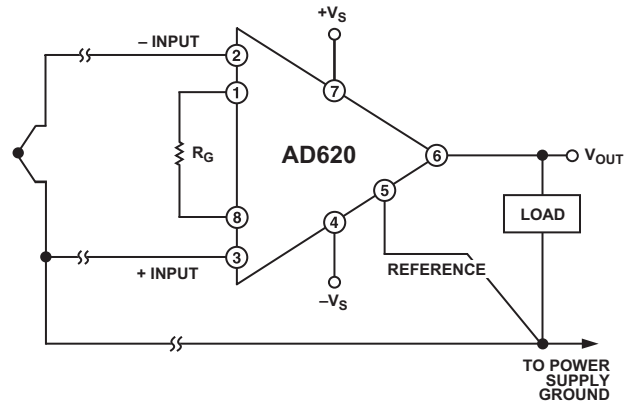 +VS
– INPUT
2
1
7
RG
AD620
6
VOUT
5
LOAD
8
4
3
REFERENCE
+ INPUT
–VS
TO POWER
SUPPLY
GROUND